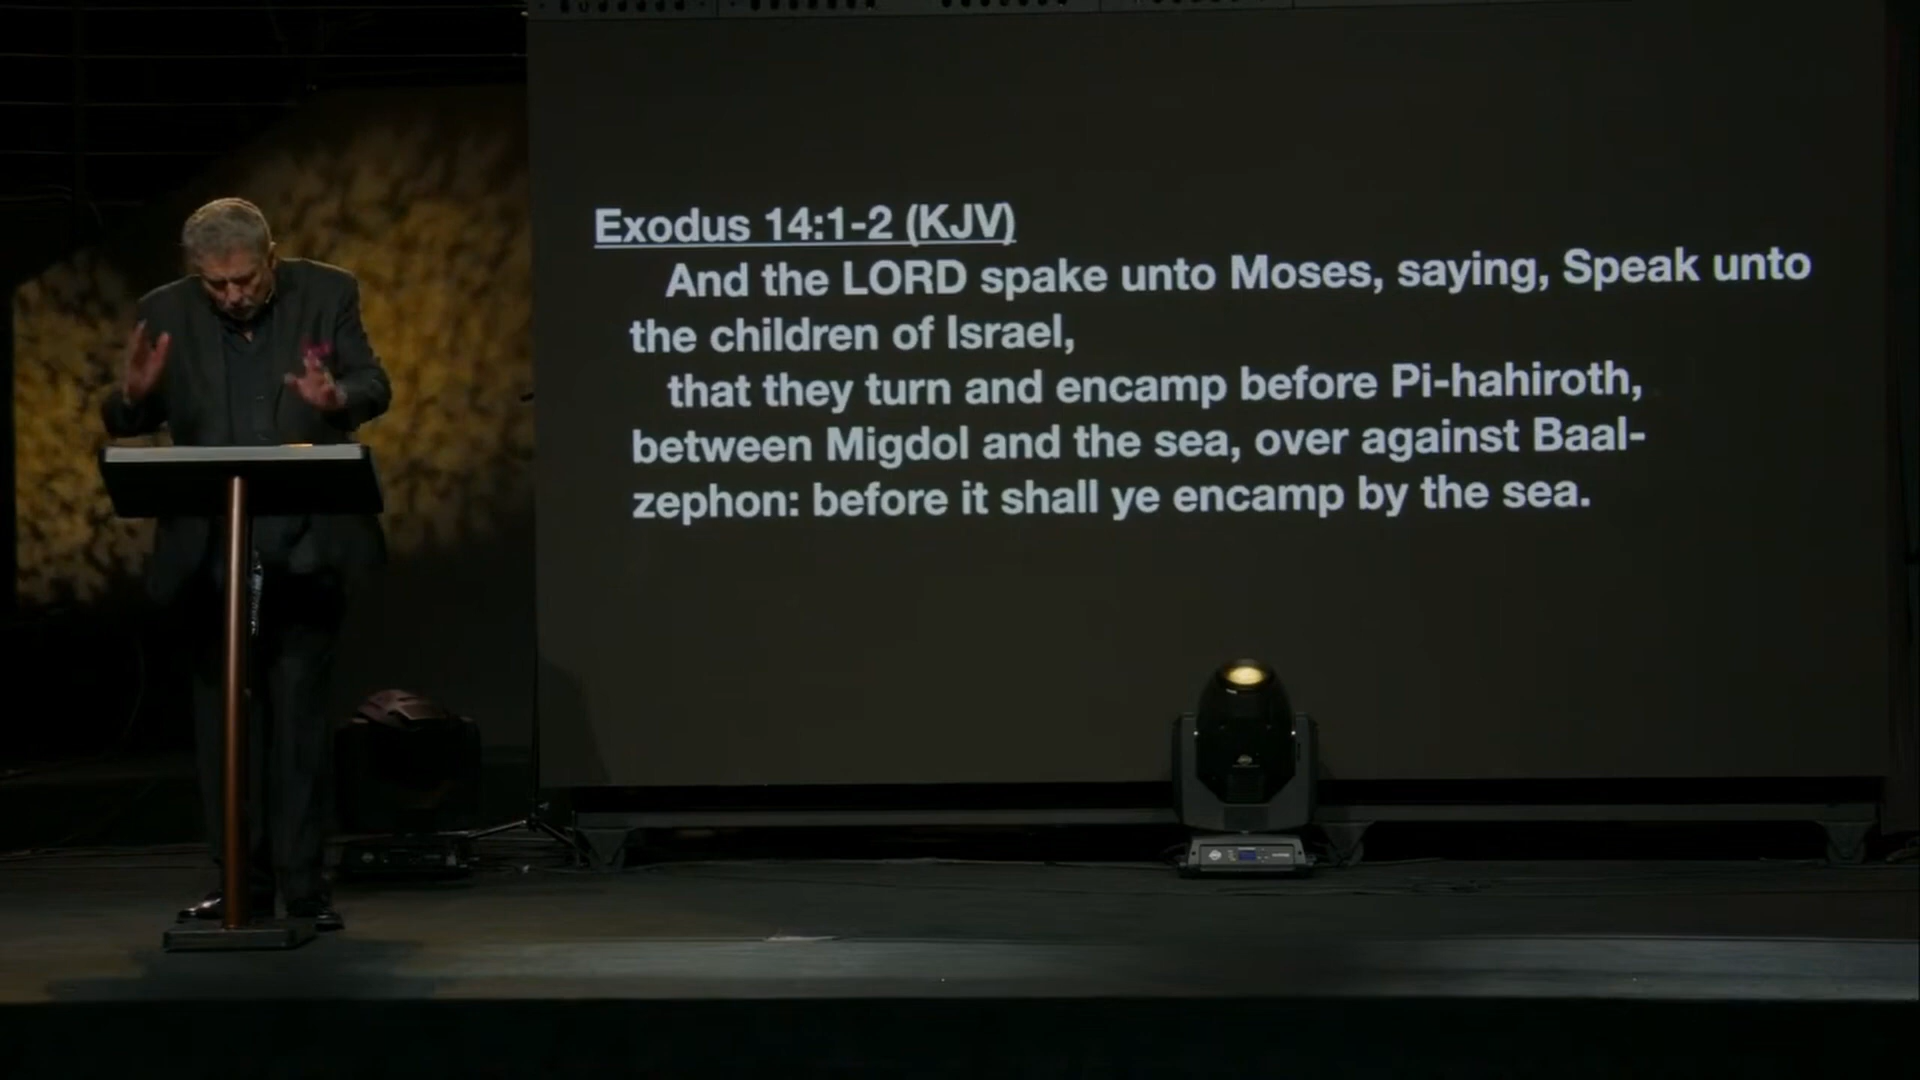 Exodus 14:1-2 (KJV)
And the LORD spake unto Moses, saying, Speak unto
the children of Israel,
that they turn and encamp before Pi-hahiroth,
between Migdol and the sea, over against Baal-
zephon: before it shall ye encamp by the sea.